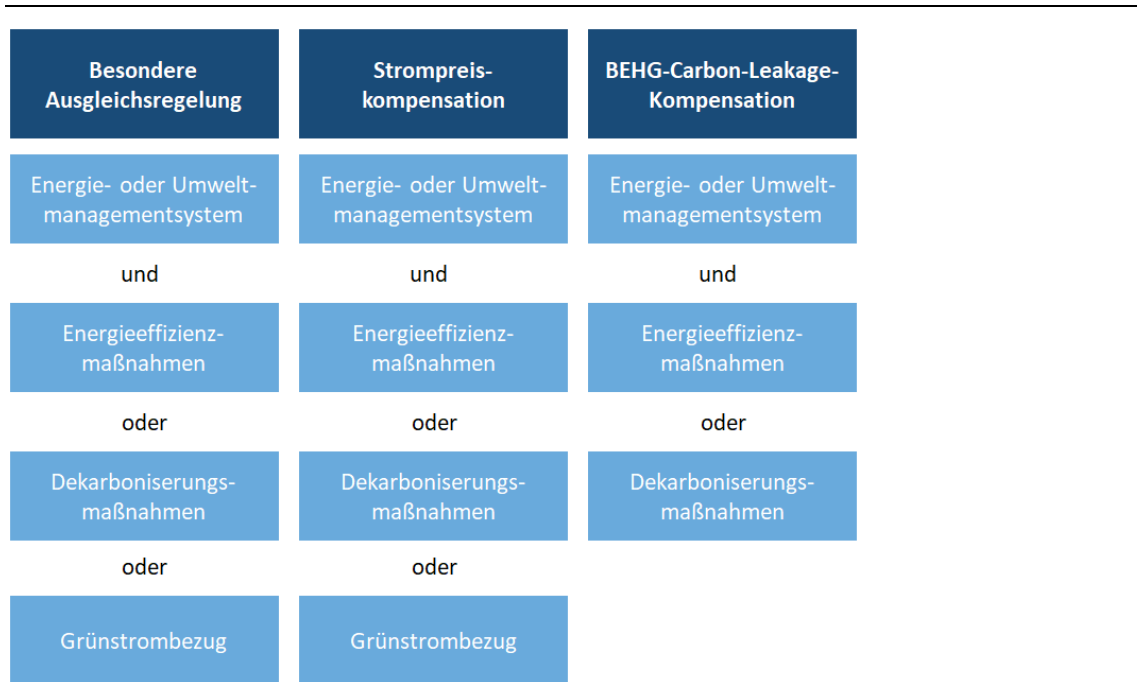 Besondere
Ausgleichsregelung
Strompreis-
kompensation
BEHG-Carbon-Leakage-
Kompensation
Energie- oder Umwelt-
managementsystem
Energie- oder Umwelt-
managementsystem
Energie- oder Umwelt-
managementsystem
und
und
und
Energieeffizienz-
maßnahmen
Energieeffizienz-
maßnahmen
Energieeffizienz-
maßnahmen
oder
oder
oder
Dekarboniserungs-
maßnahmen
Dekarboniserungs-
maßnahmen
Dekarboniserungs-
maßnahmen
oder
oder
Grünstrombezug
Grünstrombezug